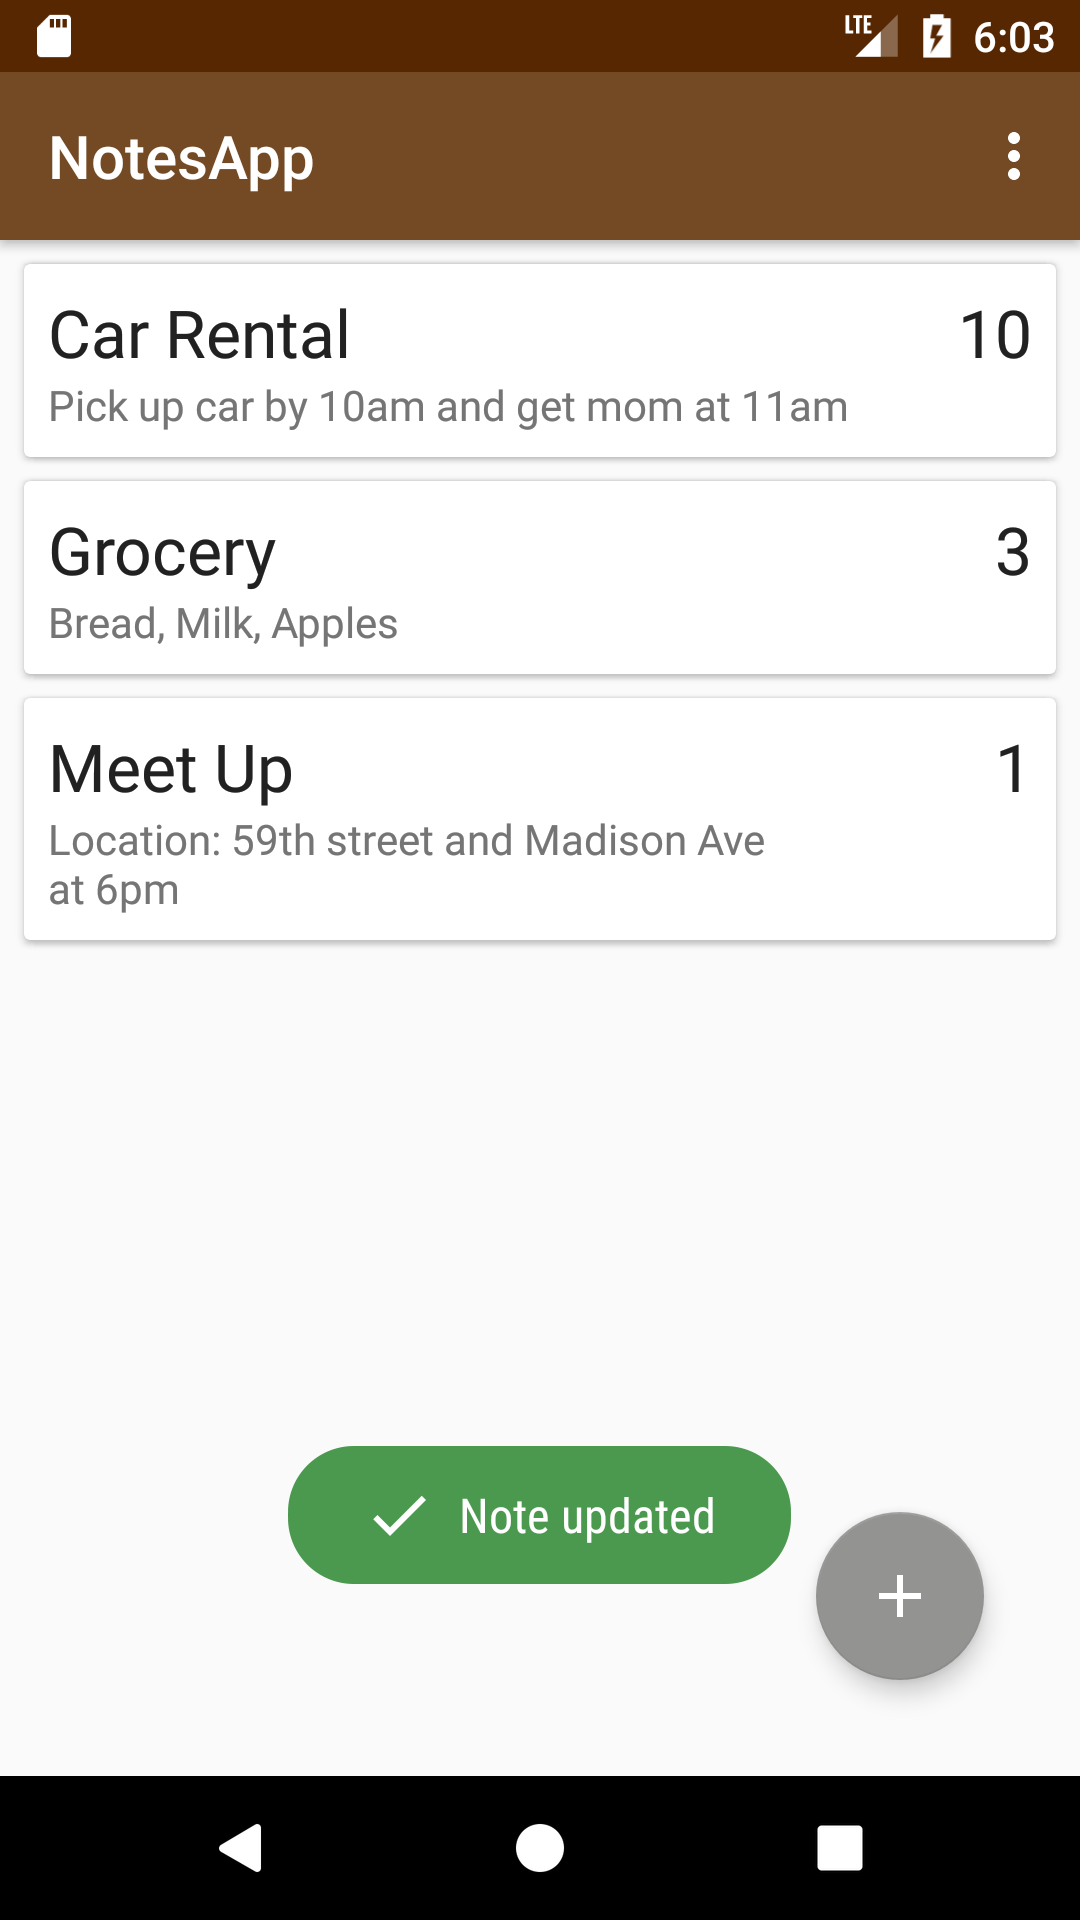 LTE 6:03
NotesApp
Car Rental 10
Pick up car by 10am and get mom at 11am
Grocery 3
Bread, Milk, Apples
Meet Up 1
Location: 59th street and Madison Ave
at 6pm
Note updated